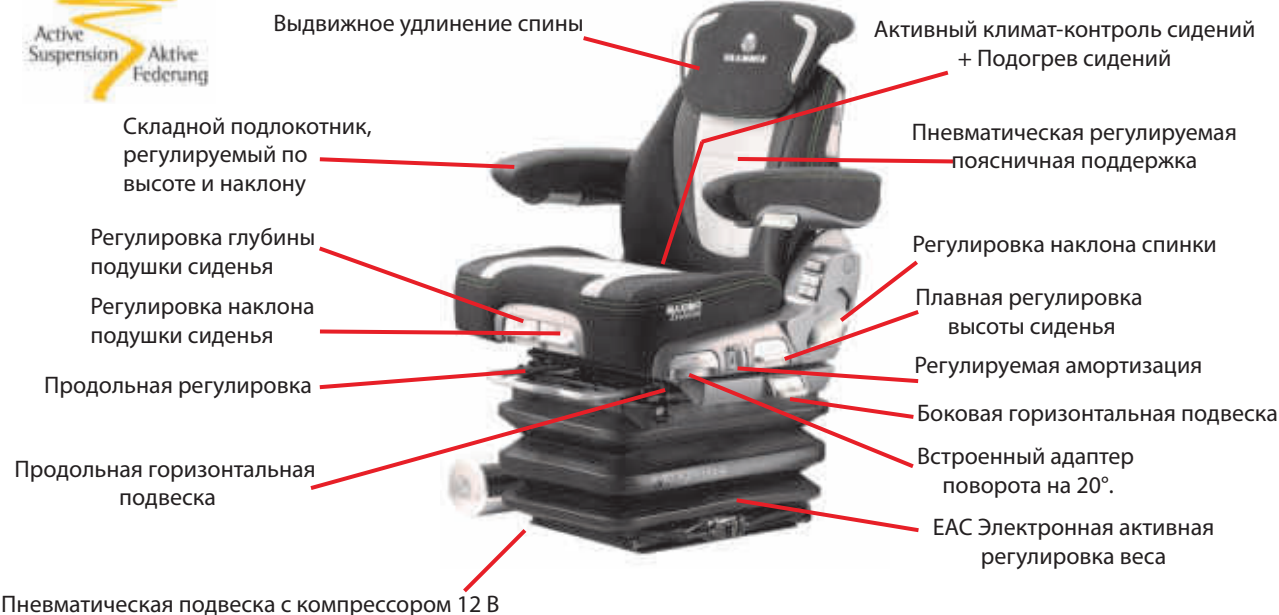 Active
Suspension
Aktive
Federung
Выдвижное удлинение спины
Активный климат-контроль сидений
+ Подогрев сидений
Складной подлокотник,
регулируемый по
высоте и наклону
Пневматическая регулируемая
поясничная поддержка
Регулировка глубины
подушки сиденья
Регулировка наклона спинки
Регулировка наклона
подушки сиденья
Плавная регулировка
высоты сиденья
Продольная регулировка
Регулируемая амортизация
Боковая горизонтальная подвеска
Продольная горизонтальная
подвеска
Встроенный адаптер
поворота на 20°.
EAC Электронная активная
регулировка веса
Пневматическая подвеска с компрессором 12 В